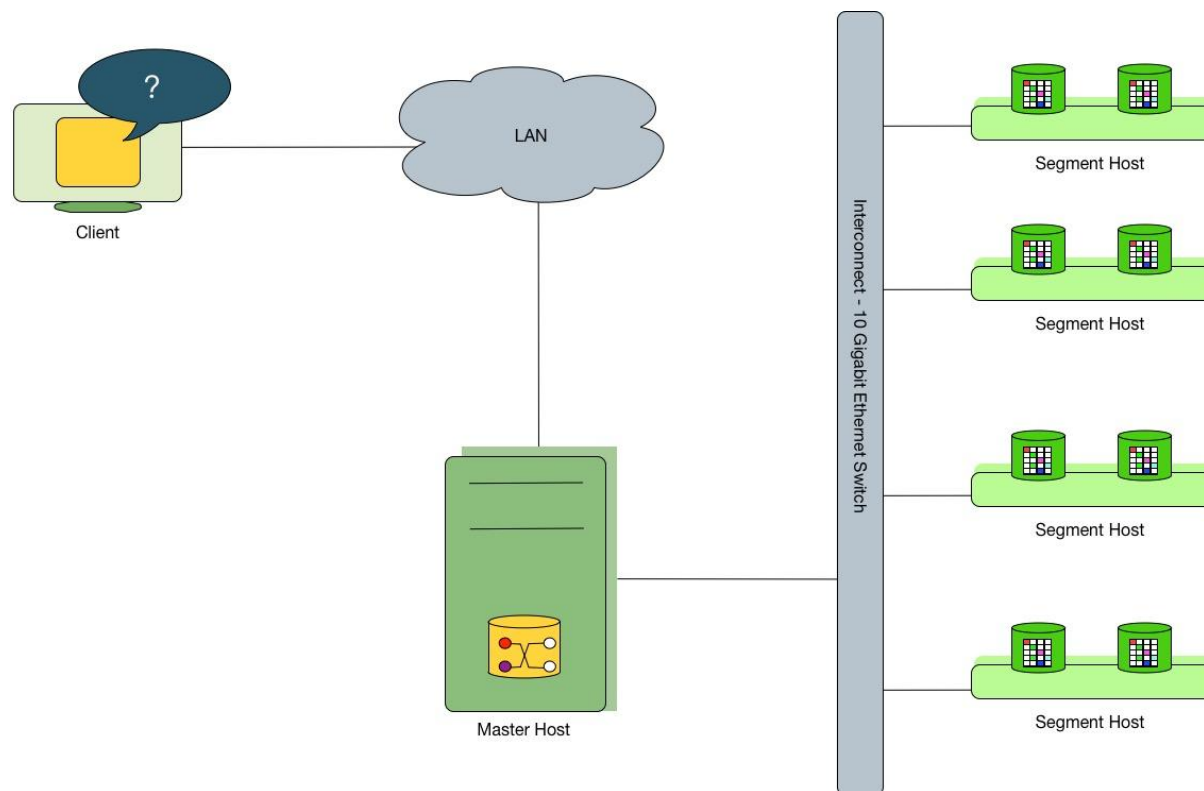 ?
LAN
Client
Segment Host
Segment Host
Interconnect - 10 Gigabit Ethernet Switch
Segment Host
Master Host
Segment Host